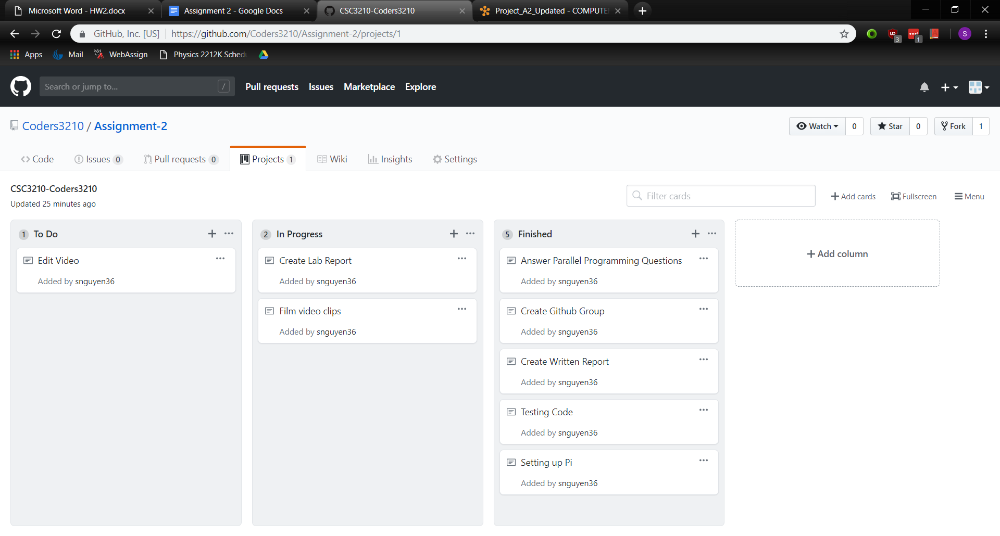 Microsoft Word - HW2.docx
Assignment 2 - Google Docs
CSC3210-Coders3210
Project_A2_Updated - COMPUTE
GitHub, Inc. [US]
https://github.com/Coders3210/Assignment-2/projects/1
3
1
S
Apps
Mail
WebAssign
Physics 2212K Sched
Search or jump to...
/
Pull requests
Issues
Marketplace
Explore
Coders3210 / Assignment-2
Watch
0
Star
0
Fork
1
Code
Issues 0
Pull requests 0
Projects 1
Wiki
Insights
Settings
CSC3210-Coders3210
Updated 25 minutes ago
Filter cards
Add cards
Fullscreen
Menu
1 To Do
Edit Video
Added by snguyen36
2 In Progress
Create Lab Report
Added by snguyen36
Film video clips
Added by snguyen36
5 Finished
Answer Parallel Programming Questions
Added by snguyen36
Create Github Group
Added by snguyen36
Create Written Report
Added by snguyen36
Testing Code
Added by snguyen36
Setting up Pi
Added by snguyen36
Add column